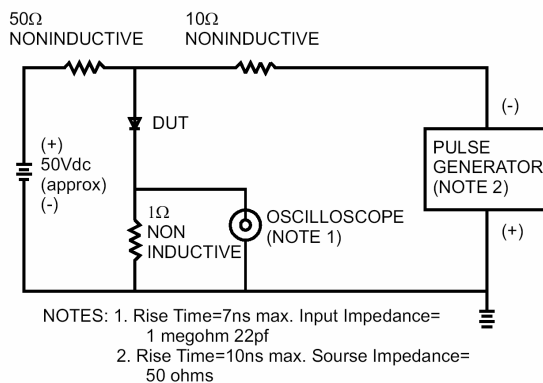 50Ω
NONINDUCTIVE
10Ω
NONINDUCTIVE
DUT
(+)
50Vdc
(approx)
(-)
1Ω
NON
INDUCTIVE
OSCILLOSCOPE
(NOTE 1)
(-)
PULSE
GENERATOR
(NOTE 2)
(+)
NOTES: 1. Rise Time=7ns max. Input Impedance=
1 megohm 22pf
2. Rise Time=10ns max. Sourse Impedance=
50 ohms